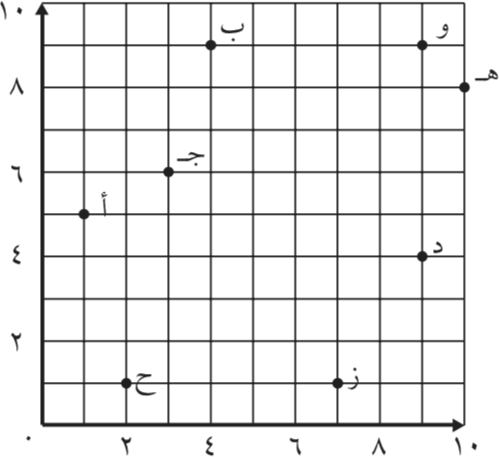 ١٠
ب
و
هـ
٨
جـ
٦
أ
د
٤
٢
ح
ز
٠
٢
٤
٦
٨
١٠